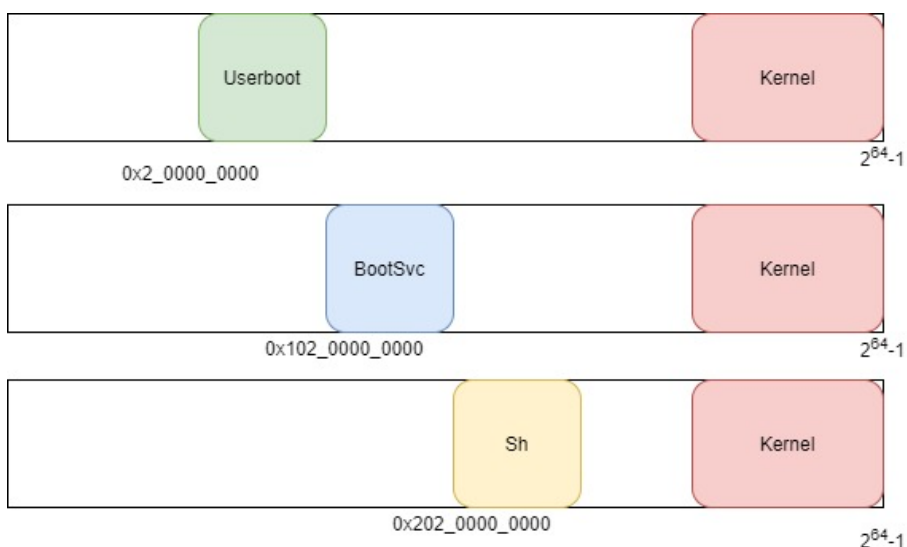 Userboot Kernel
2⁶⁴-1
0x2_0000_0000
BootSvc Kernel
0x102_0000_0000 2⁶⁴-1
Sh Kernel
0x202_0000_0000
2⁶⁴-1